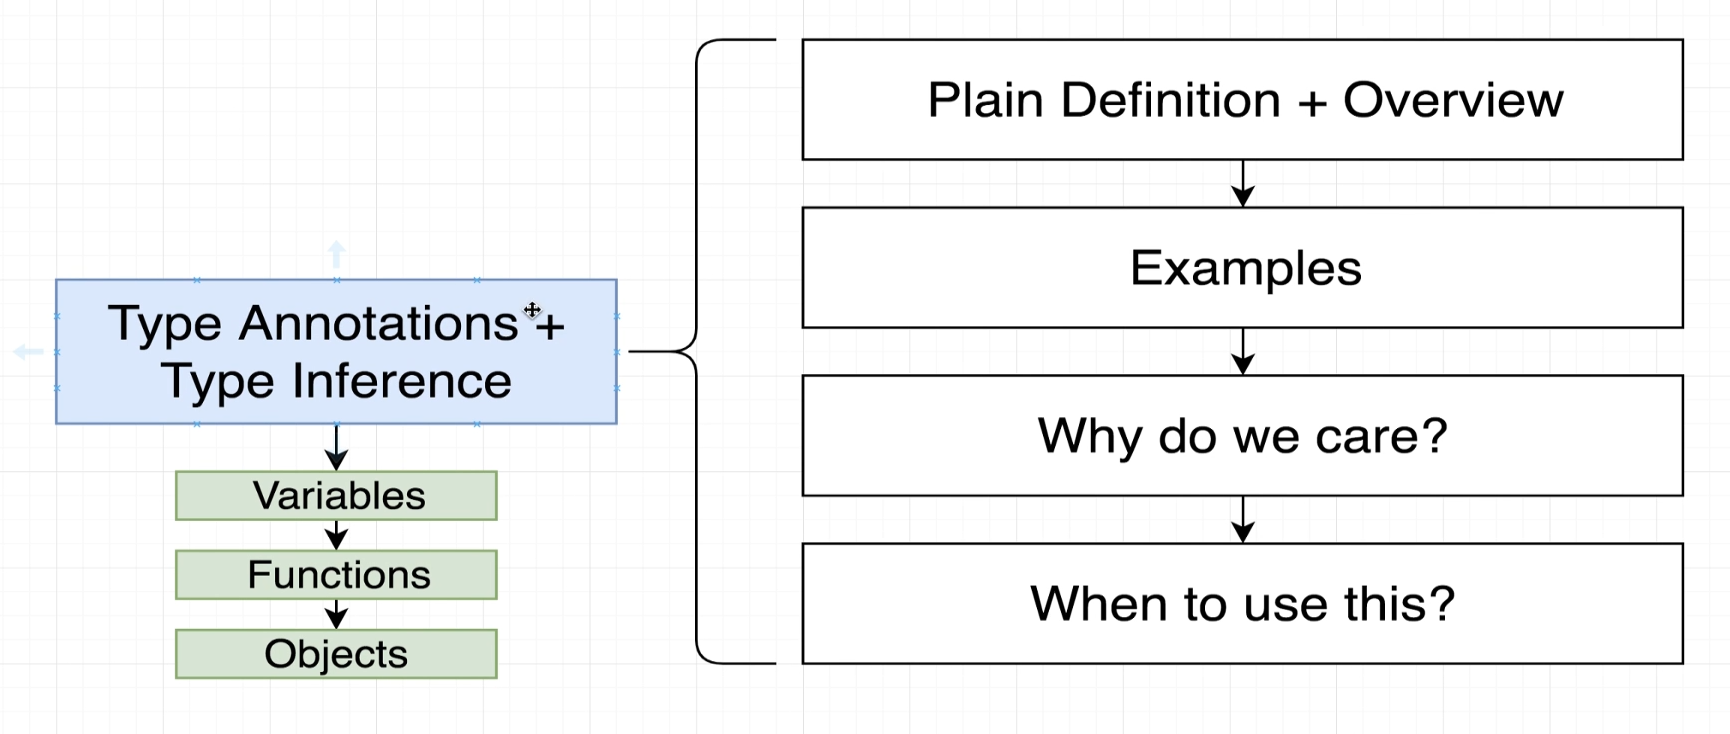 Type Annotations +
Type Inference
Variables
Functions
Objects
Plain Definition + Overview
Examples
Why do we care?
When to use this?